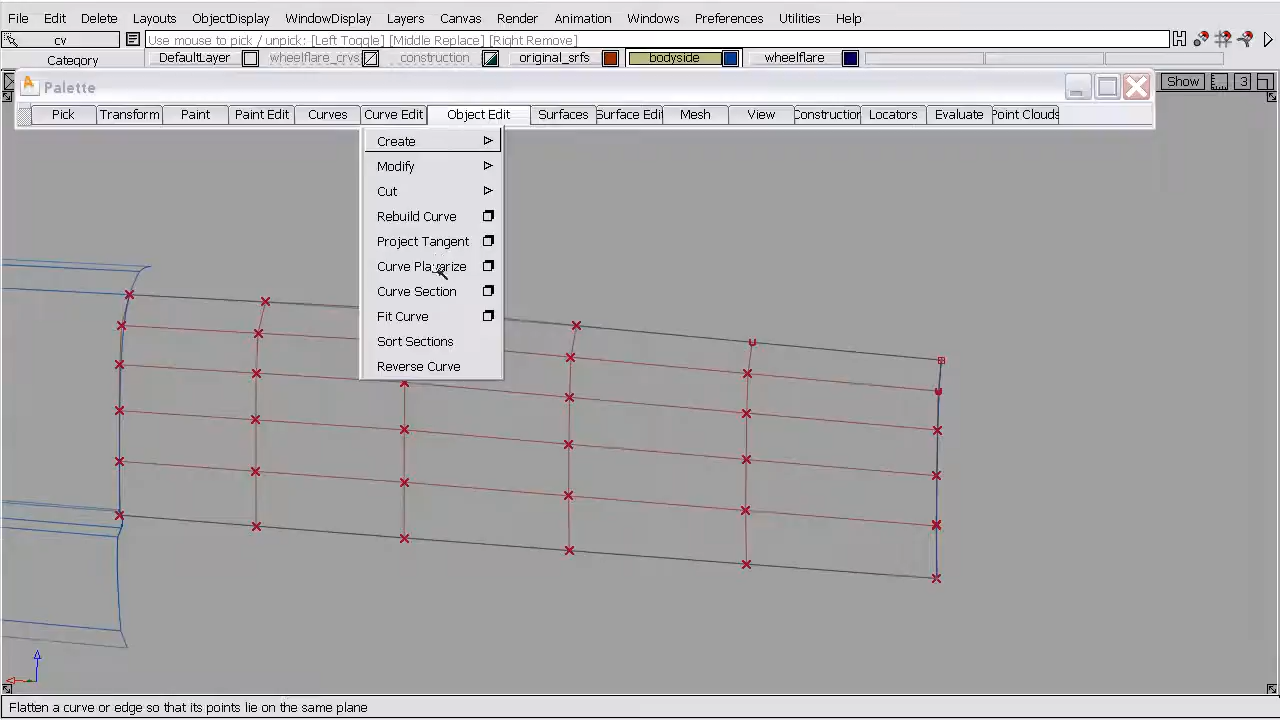 File Edit Delete Layouts ObjectDisplay WindowDisplay Layers Canvas Render Animation Windows Preferences Utilities Help
cv Use mouse to pick / unpick: [Left Toggle] [Middle Replace] [Right Remove]
Category DefaultLayer wheelflare_crvs construction original_srfs bodyside wheelflare
Palette
Show 3
Pick Transform Paint Paint Edit Curves Curve Edit Object Edit Surfaces Surface Edi Mesh View Construction Locators Evaluate Point Clouds
Create
Modify
Cut
Rebuild Curve
Project Tangent
Curve Planarize
Curve Section
Fit Curve
Sort Sections
Reverse Curve
Flatten a curve or edge so that its points lie on the same plane